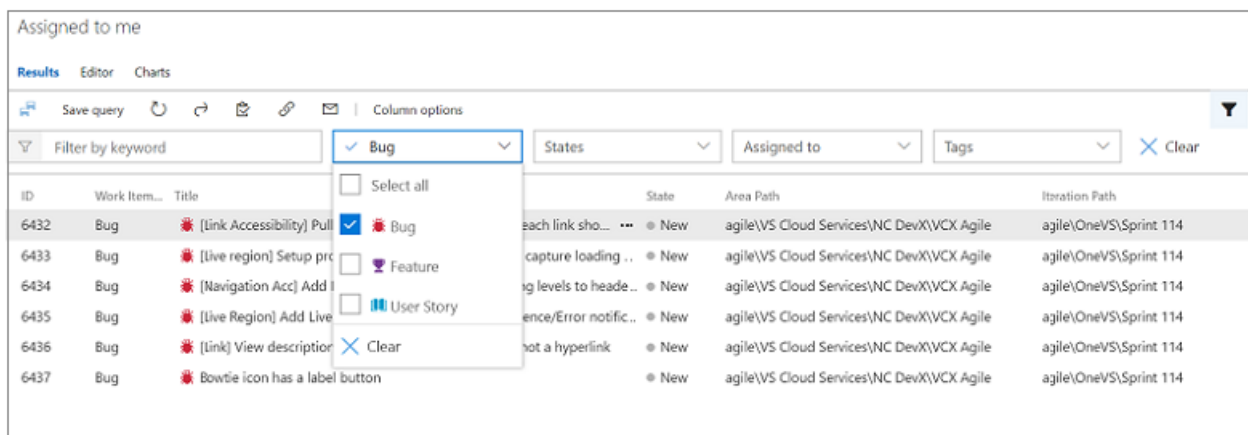 Assigned to me
Results Editor Charts
Save query Column options
Filter by keyword Bug States Assigned to Tags Clear
Select all
ID Work Item... Title State Area Path Iteration Path
6432 Bug [Link Accessibility] Pull Bug each link sho... ••• New agile\VS Cloud Services\NC DevX\VCX Agile agile\OneVS\Sprint 114
6433 Bug [live region] Setup pro capture loading .. New agile\VS Cloud Services\NC DevX\VCX Agile agile\OneVS\Sprint 114
Feature
6434 Bug [Navigation Acc] Add ng levels to heade.. New agile\VS Cloud Services\NC DevX\VCX Agile agile\OneVS\Sprint 114
User Story
6435 Bug [Live Region] Add Live ence/Error notific.. New agile\VS Cloud Services\NC DevX\VCX Agile agile\OneVS\Sprint 114
6436 Bug [Link] View description Clear not a hyperlink New agile\VS Cloud Services\NC DevX\VCX Agile agile\OneVS\Sprint 114
6437 Bug Bowtie icon has a label button New agile\VS Cloud Services\NC DevX\VCX Agile agile\OneVS\Sprint 114